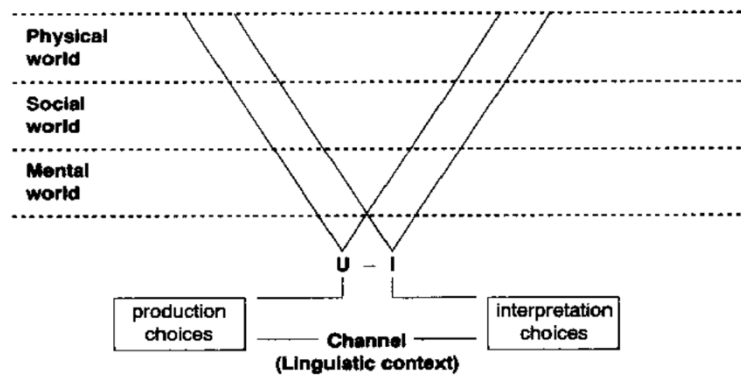 Physical
world
Social
world
Mental
world
U – I
production
choices
interpretation
choices
Channel
(Linguistic context)